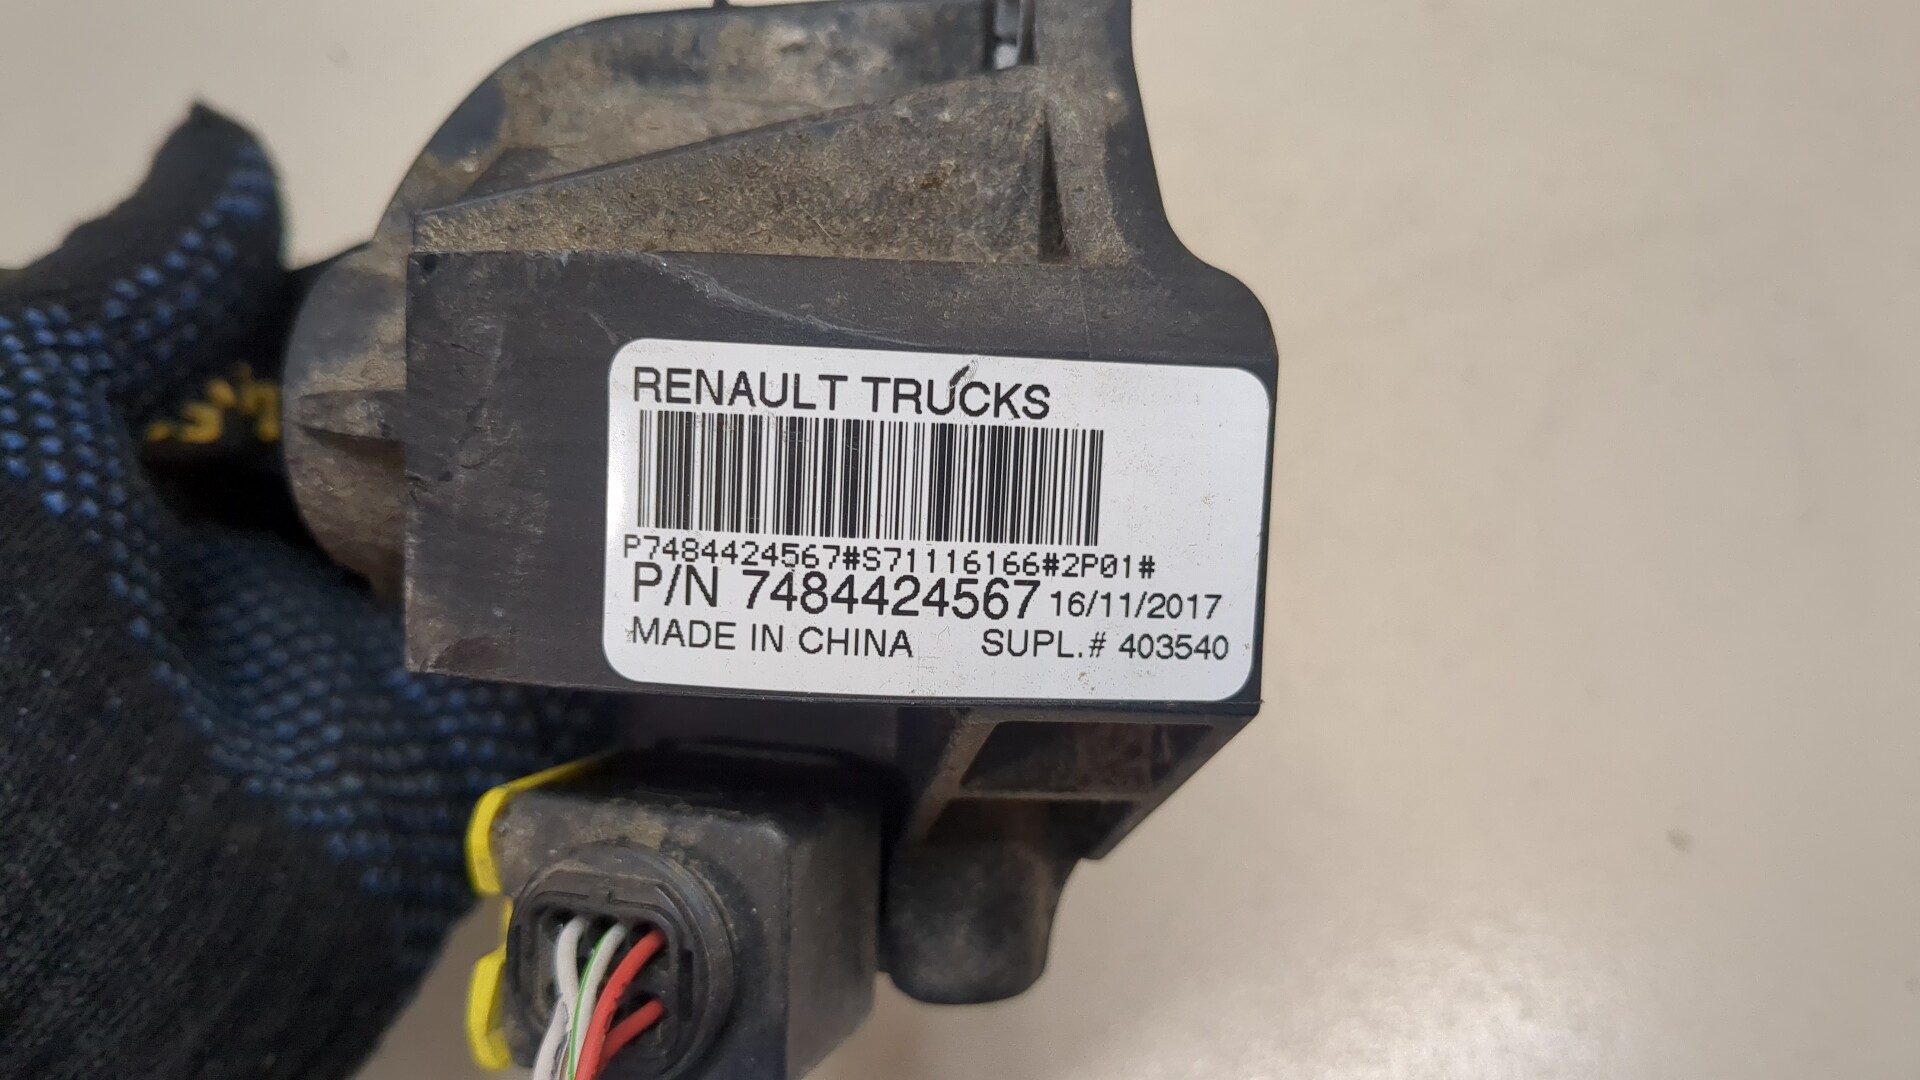 RENAULT TRUCKS
P7484424567#S71116166#2P01#
P/N 7484424567 16/11/2017
MADE IN CHINA SUPL.# 403540